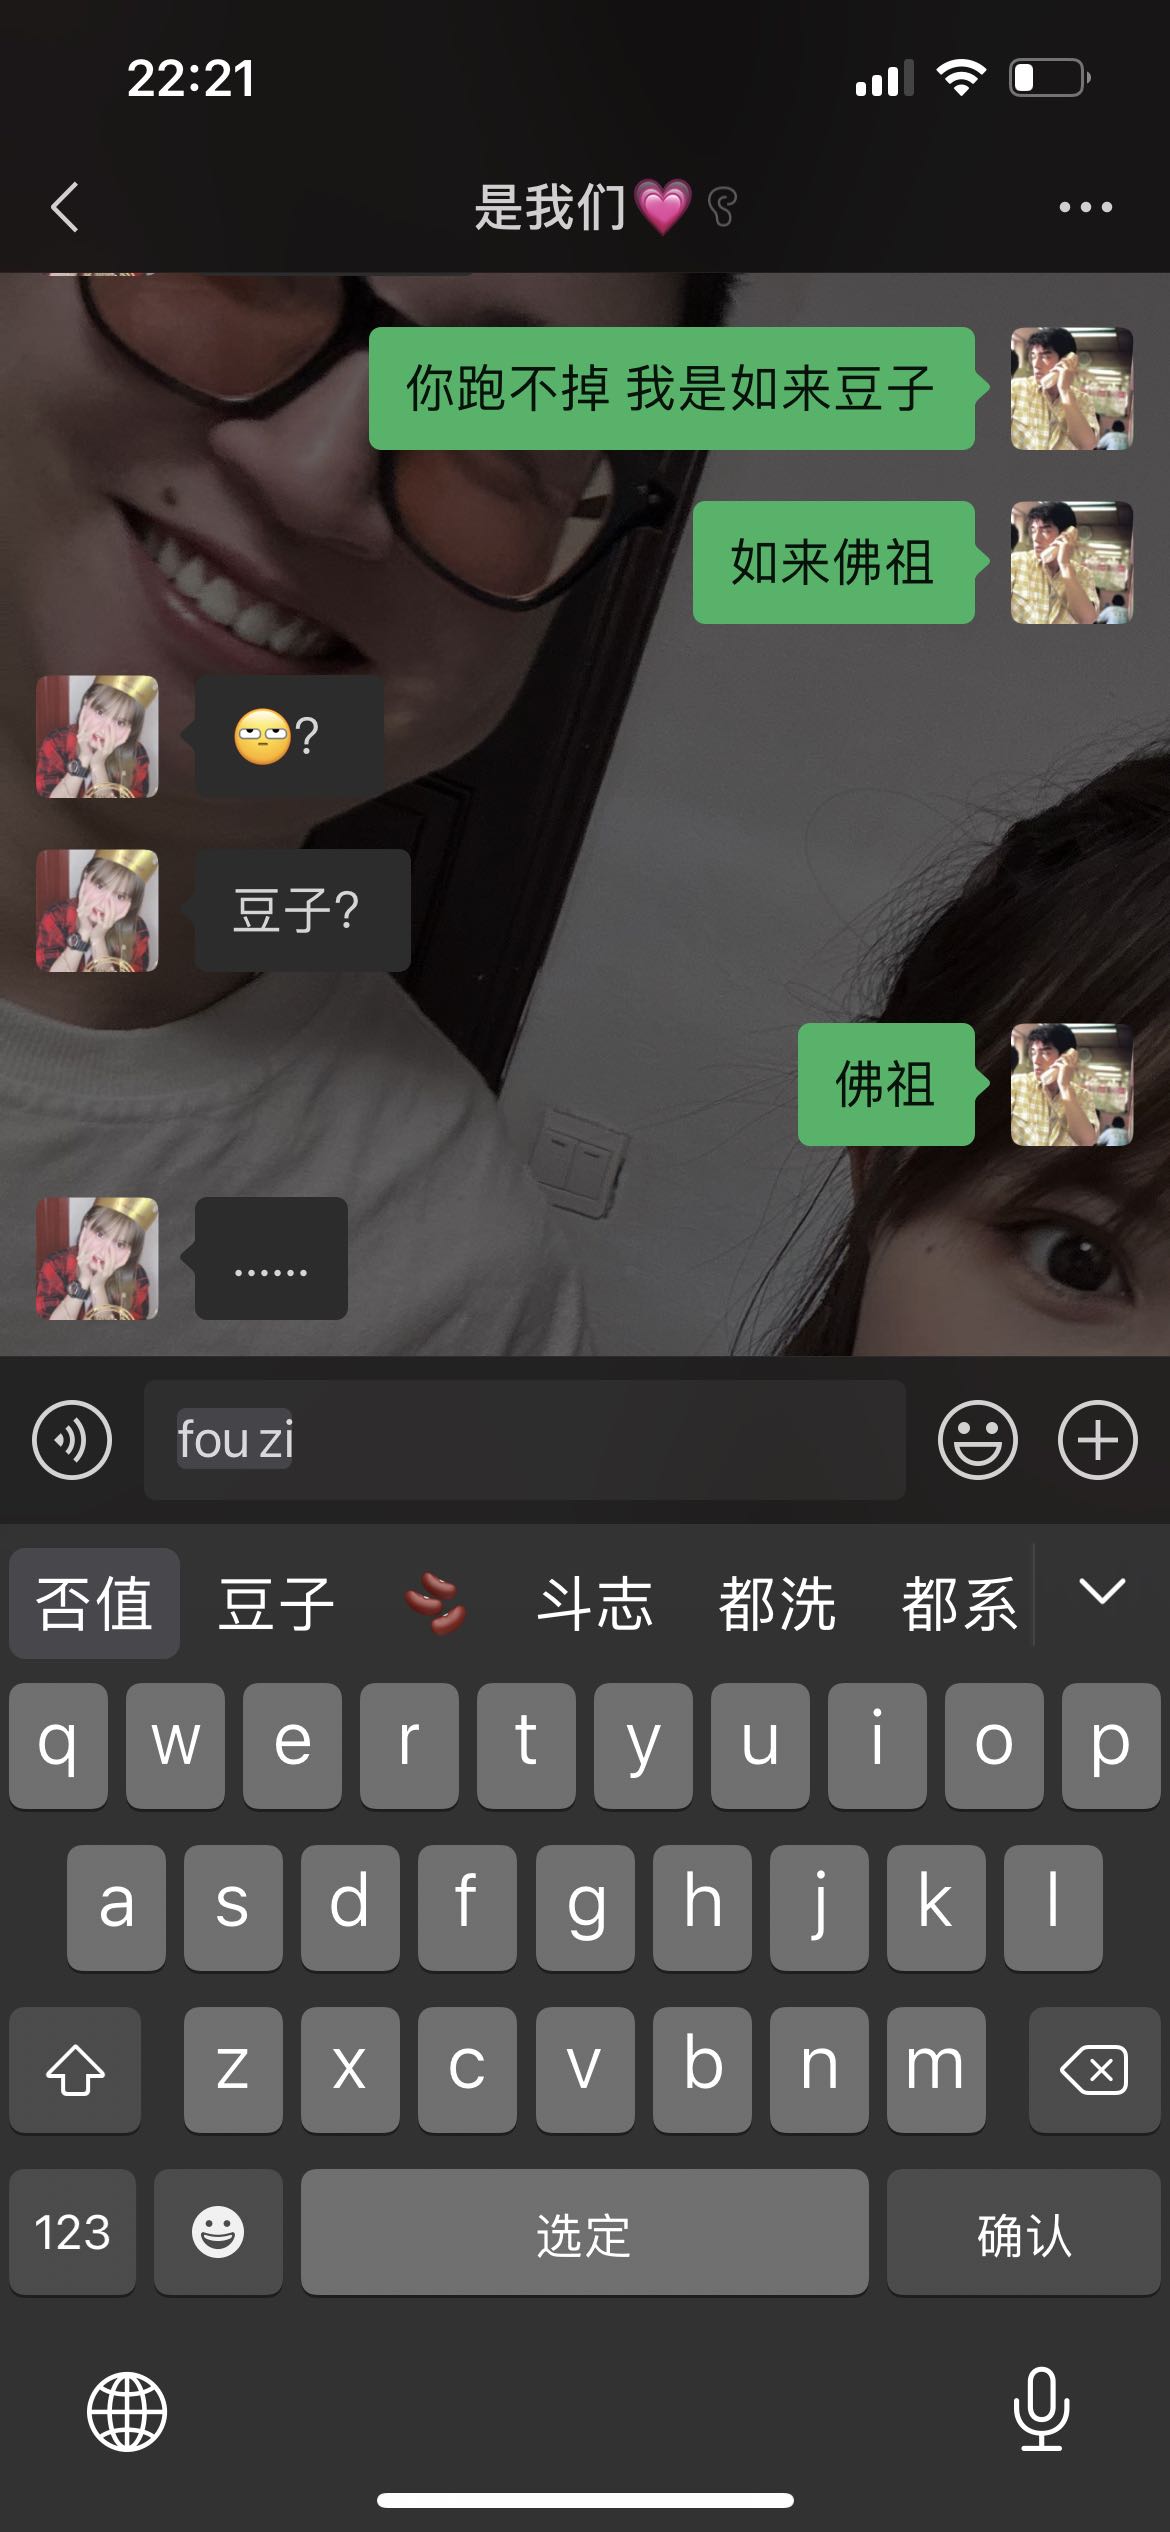 22:21
是我们💗
你跑不掉 我是如来豆子
如来佛祖
🙄?
豆子?
佛祖
......
fou zi
否值 豆子 🫘 斗志 都洗 都系
q w e r t y u i o p
a s d f g h j k l
z x c v b n m
123 选定 确认